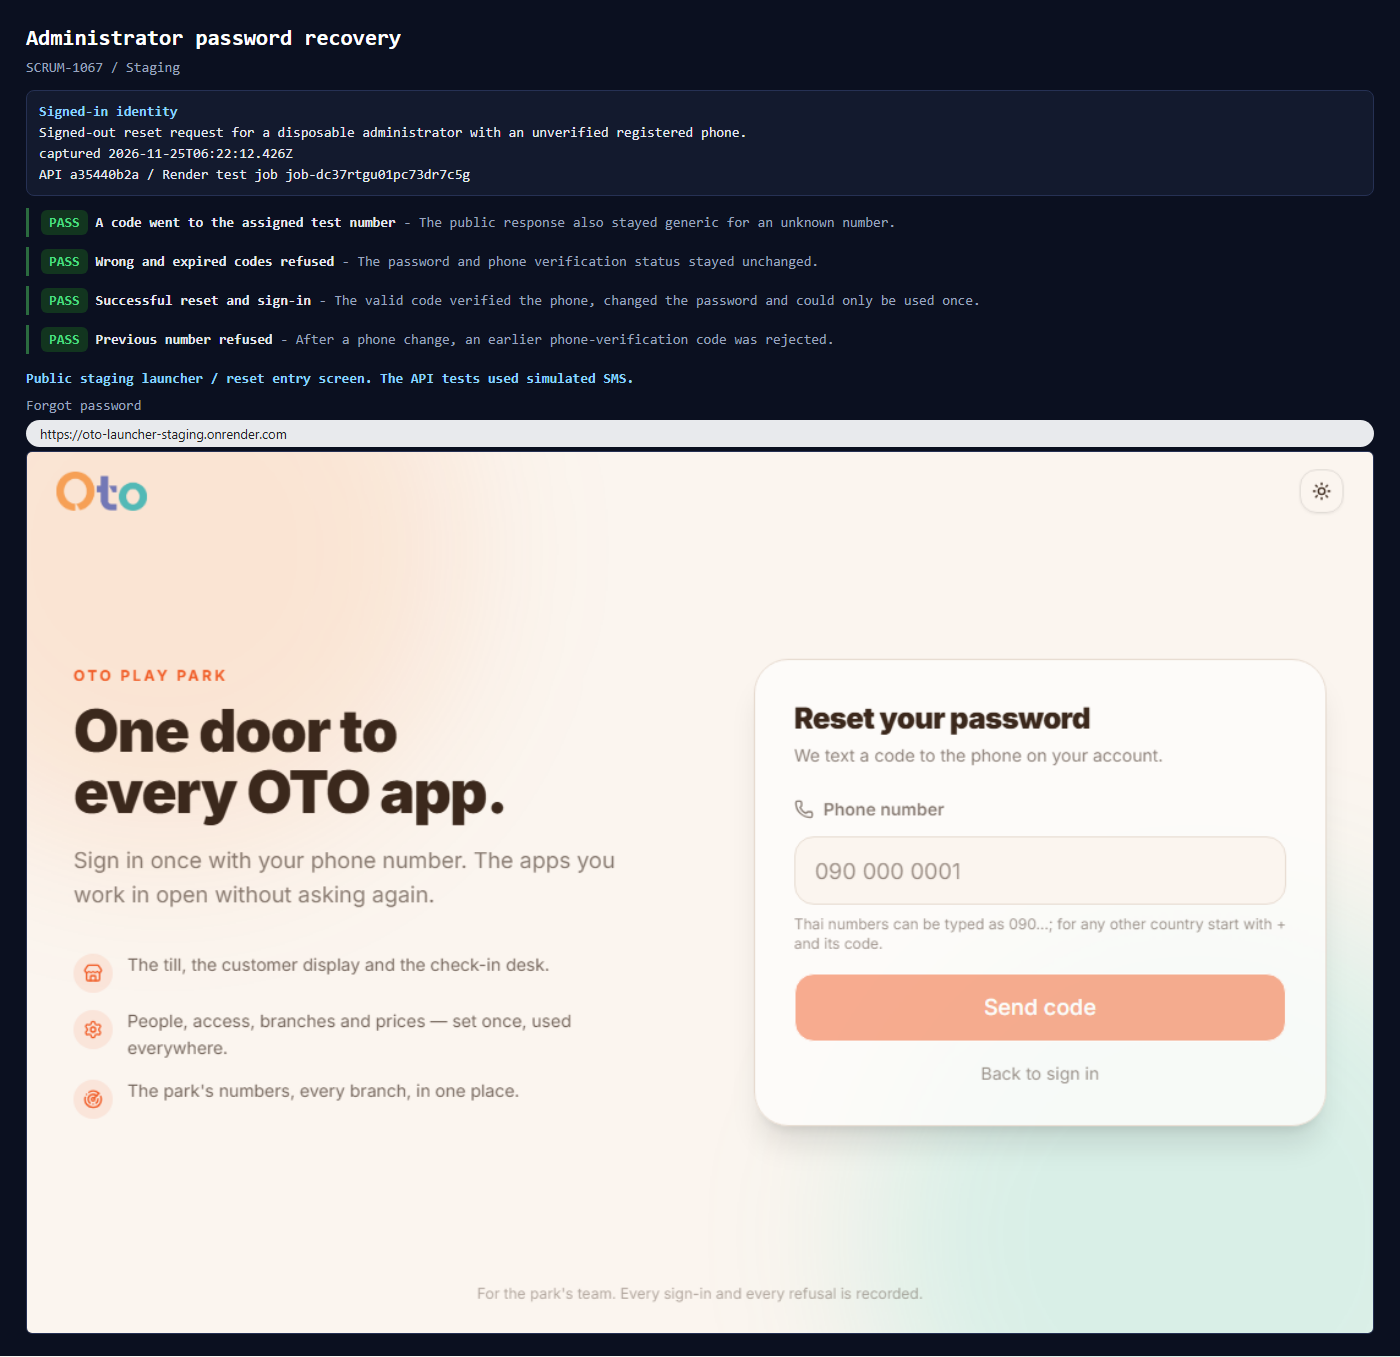 Administrator password recovery
SCRUM-1067 / Staging
Signed-in identity
Signed-out reset request for a disposable administrator with an unverified registered phone.
captured 2026-11-25T06:22:12.426Z
API a35440b2a / Render test job job-dc37rtgu01pc73dr7c5g
PASS A code went to the assigned test number - The public response also stayed generic for an unknown number.
PASS Wrong and expired codes refused - The password and phone verification status stayed unchanged.
PASS Successful reset and sign-in - The valid code verified the phone, changed the password and could only be used once.
PASS Previous number refused - After a phone change, an earlier phone-verification code was rejected.
Public staging launcher / reset entry screen. The API tests used simulated SMS.
Forgot password
https://oto-launcher-staging.onrender.com
Oto
OTO PLAY PARK
One door to
every OTO app.
Sign in once with your phone number. The apps you
work in open without asking again.
The till, the customer display and the check-in desk.
People, access, branches and prices — set once, used
everywhere.
The park's numbers, every branch, in one place.
Reset your password
We text a code to the phone on your account.
Phone number
090 000 0001
Thai numbers can be typed as 090…; for any other country start with +
and its code.
Send code
Back to sign in
For the park's team. Every sign-in and every refusal is recorded.